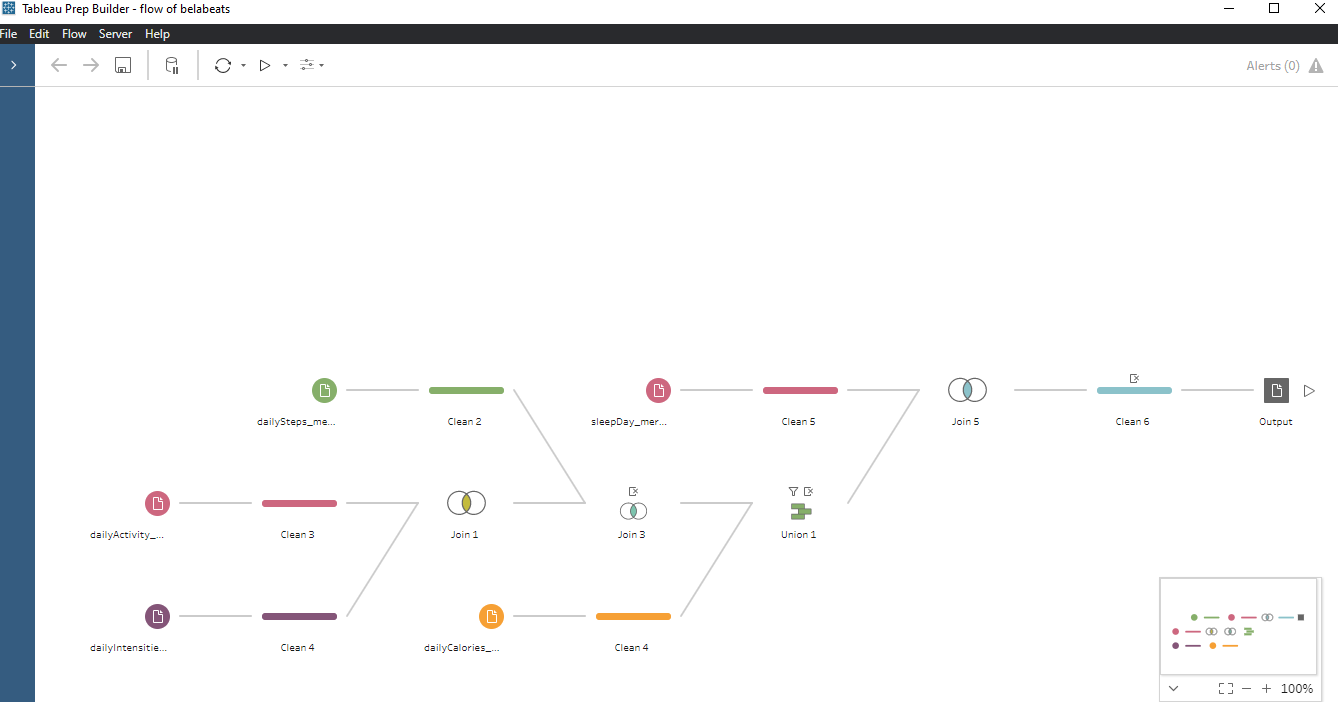 Tableau Prep Builder - flow of belabeats
File Edit Flow Server Help
Alerts (0)
dailySteps_me... Clean 2 sleepDay_mer... Clean 5 Join 5 Clean 6 Output
dailyActivity_... Clean 3 Join 1 Join 3 Union 1
dailyIntensitie... Clean 4 dailyCalories_... Clean 4
100%